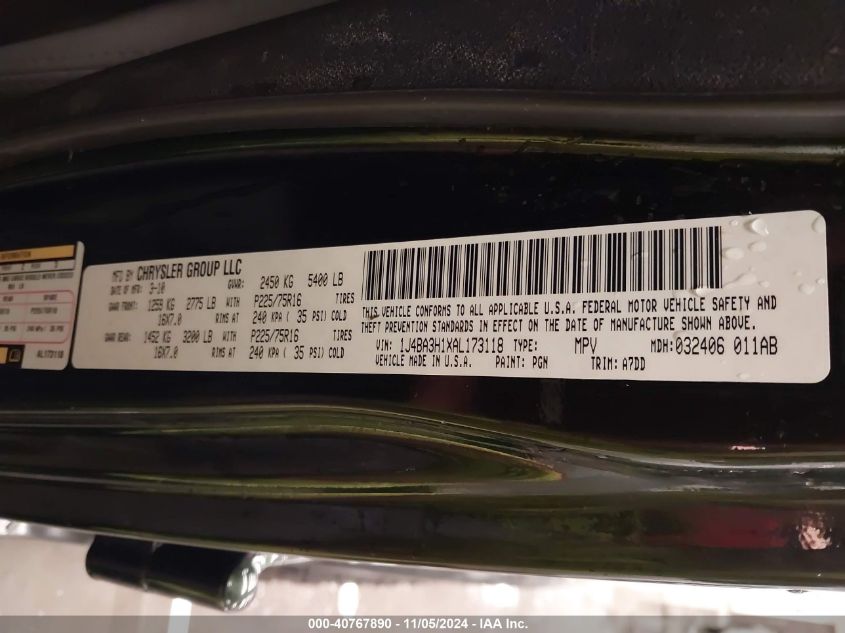 INFORMATION
AL173118
MFD BY CHRYSLER GROUP LLC
DATE OF MFR: 3-10 GVWR: 2450 KG 5400 LB
GAWR FRONT: 1259 KG 2775 LB WITH P225/75R16 TIRES
16X7.0 RIMS AT 240 KPA ( 35 PSI) COLD
GAWR REAR: 1452 KG 3200 LB WITH P225/75R16 TIRES
16X7.0 RIMS AT 240 KPA ( 35 PSI) COLD
THIS VEHICLE CONFORMS TO ALL APPLICABLE U.S.A. FEDERAL MOTOR VEHICLE SAFETY AND
THEFT PREVENTION STANDARDS IN EFFECT ON THE DATE OF MANUFACTURE SHOWN ABOVE.
VIN: 1J4BA3H1XAL173118 TYPE: MPV MDH: 032406 011AB
VEHICLE MADE IN U.S.A. PAINT: PGN TRIM: A7DD
000-40767890 - 11/05/2024 - IAA Inc.